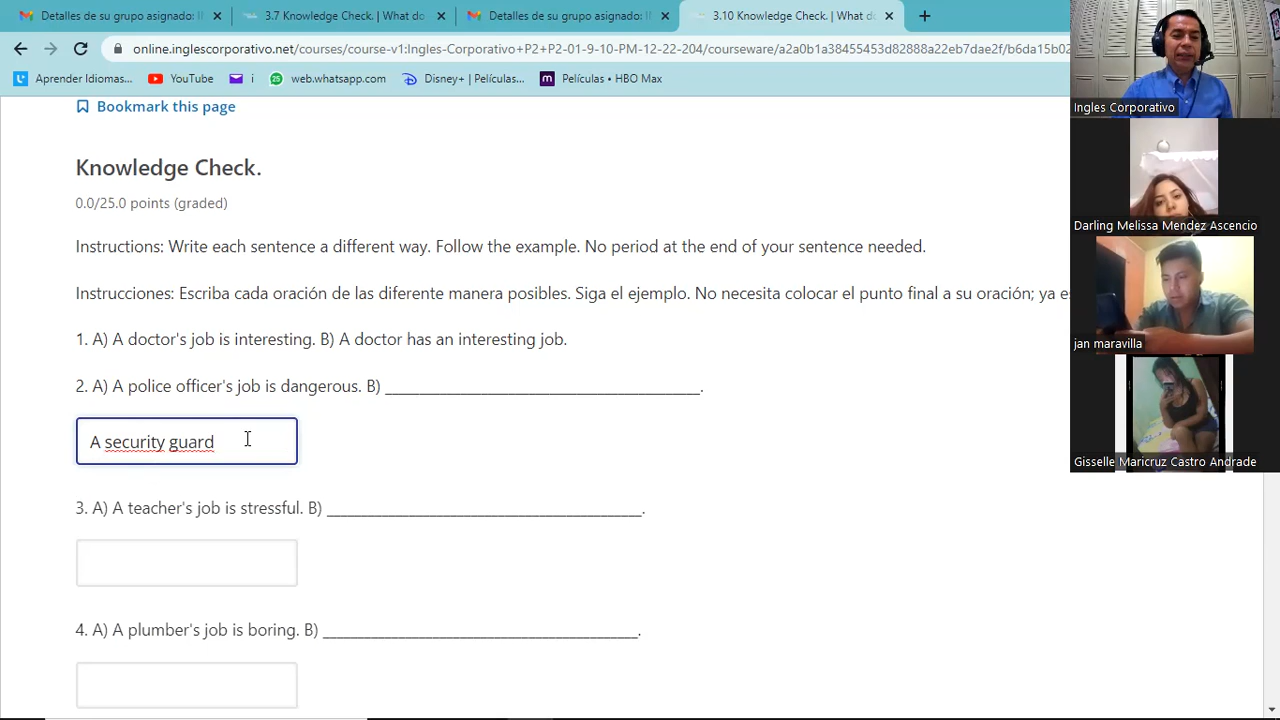 Detalles de su grupo asignado: I
3.7 Knowledge Check. | What do
Detalles de su grupo asignado: I
3.10 Knowledge Check. | What
online.inglescorporativo.net/courses/course-v1:Ingles-Corporativo+P2+P2-01-9-10-PM-12-22-204/courseware/
Aprender Idiomas...
YouTube
i
web.whatsapp.com
Disney+ | Películas...
Películas • HBO Max
Ingles Corporativo
Bookmark this page
Knowledge Check.
0.0/25.0 points (graded)
Darling Melissa Mendez Ascencio
Instructions: Write each sentence a different way. Follow the example. No period at the end of your sentence needed.
Instrucciones: Escriba cada oración de las diferente manera posibles. Siga el ejemplo. No necesita colocar el punto final a su oración; ya es
1. A) A doctor's job is interesting. B) A doctor has an interesting job.
jan maravilla
2. A) A police officer's job is dangerous. B) ____________________.
A security guard
Gisselle Maricruz Castro Andrade
3. A) A teacher's job is stressful. B) ____________________.
4. A) A plumber's job is boring. B) ____________________.